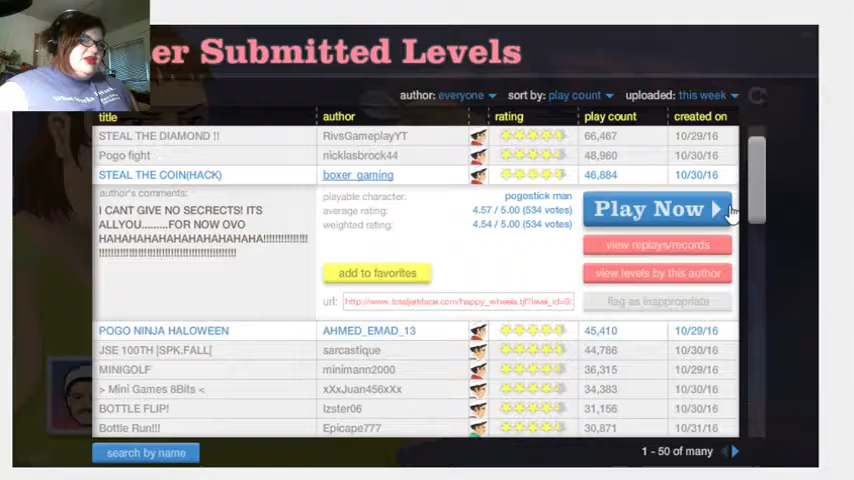 er Submitted Levels
author: everyone sort by: play count uploaded: this week
title author rating play count created on
STEAL THE DIAMOND !! RivsGameplayYT 66,467 10/29/16
Pogo fight nicklasbrock44 48,960 10/30/16
STEAL THE COIN(HACK) boxer_gaming 46,884 10/30/16
author's comments:
I CANT GIVE NO SECRECTS! ITS
ALLYOU.........FOR NOW OVO
playable character: pogostick man
average rating: 4.57 / 5.00 (534 votes)
weighted rating: 4.54 / 5.00 (534 votes)
Play Now
view replays/records
add to favorites
view levels by this author
url:
flag as inappropriate
POGO NINJA HALOWEEN AHMED_EMAD_13 45,410 10/29/16
JSE 100TH [SPK.FALL[ sarcastique 44,786 10/30/16
MINIGOLF minimann2000 36,315 10/29/16
> Mini Games 8Bits < xXxJuan456xXx 34,383 10/30/16
BOTTLE FLIP! Izster06 31,156 10/30/16
Bottle Run!!! Epicape777 30,871 10/31/16
search by name 1 - 50 of many